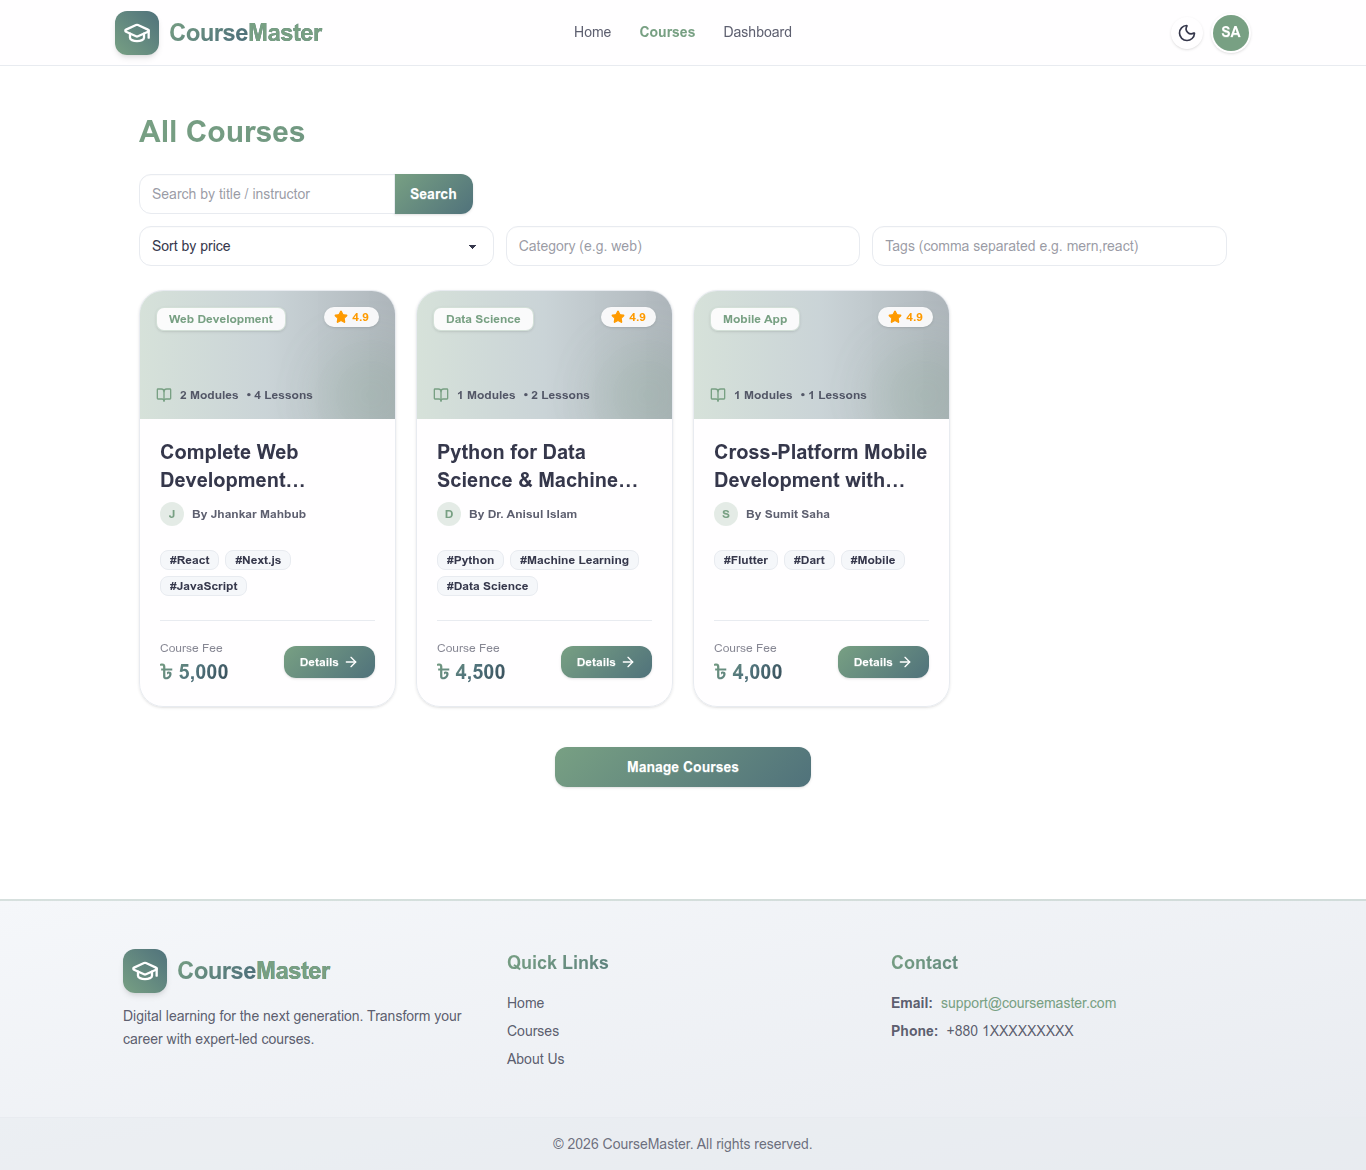 CourseMaster
Home
Courses
Dashboard
SA
All Courses
Search by title / instructor
Search
Sort by price
Category (e.g. web)
Tags (comma separated e.g. mern,react)
Web Development
4.9
2 Modules • 4 Lessons
Complete Web
Development...
J
By Jhankar Mahbub
#React
#Next.js
#JavaScript
Course Fee
৳ 5,000
Details
Data Science
4.9
1 Modules • 2 Lessons
Python for Data
Science & Machine...
D
By Dr. Anisul Islam
#Python
#Machine Learning
#Data Science
Course Fee
৳ 4,500
Details
Mobile App
4.9
1 Modules • 1 Lessons
Cross-Platform Mobile
Development with...
S
By Sumit Saha
#Flutter
#Dart
#Mobile
Course Fee
৳ 4,000
Details
Manage Courses
CourseMaster
Digital learning for the next generation. Transform your
career with expert-led courses.
Quick Links
Home
Courses
About Us
Contact
Email: support@coursemaster.com
Phone: +880 1XXXXXXXXX
© 2026 CourseMaster. All rights reserved.